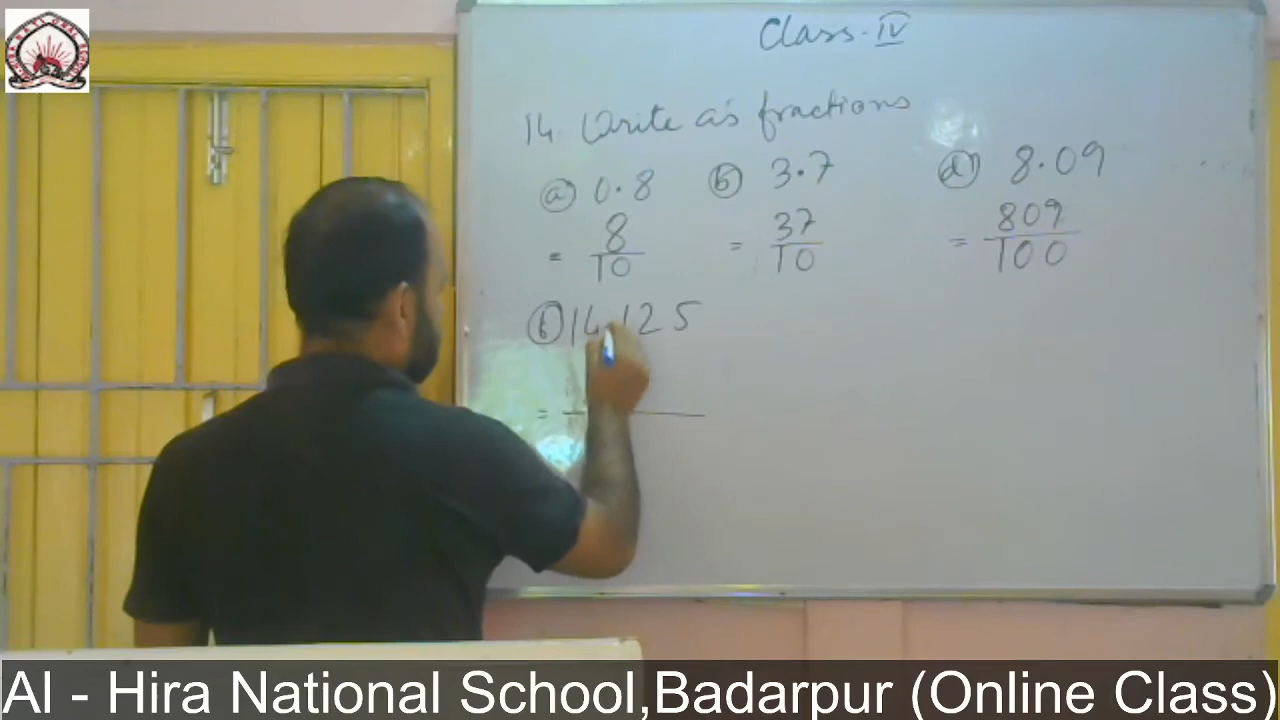 Class-IV
14. Write as fractions
(a) 0.8 (b) 3.7 (d) 8.09
= 8/10 = 37/10 = 809/100
(f) 14.125
=
Al - Hira National School,Badarpur (Online Class)